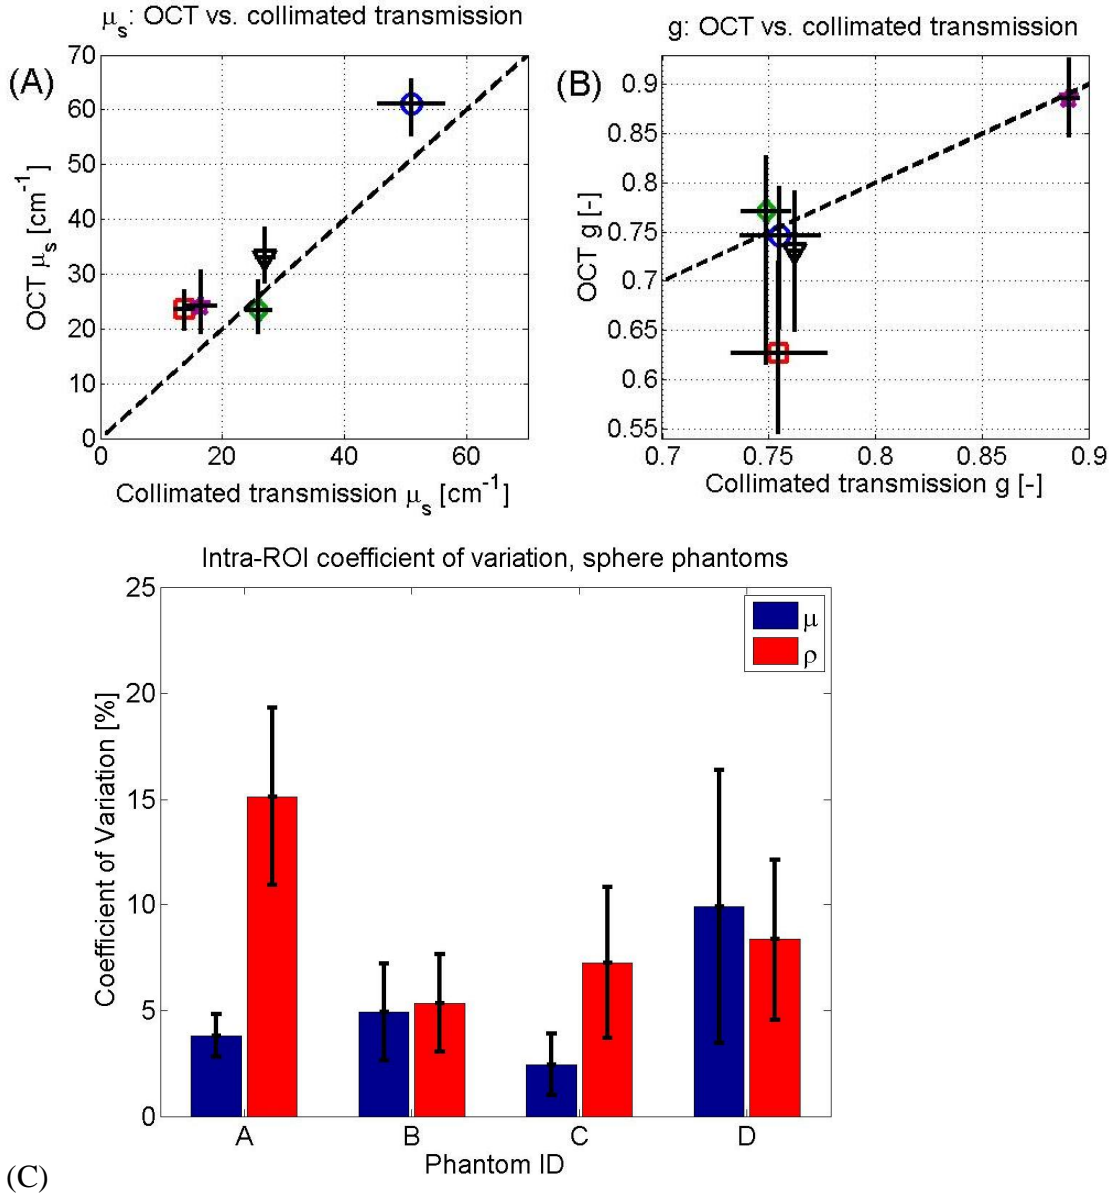 μs: OCT vs. collimated transmission
(A)
70
60
50
40
30
20
10
0
OCT μs [cm-1]
0 20 40 60
Collimated transmission μs [cm-1]
g: OCT vs. collimated transmission
(B)
0.9
0.85
0.8
0.75
0.7
0.65
0.6
0.55
OCT g [-]
0.7 0.75 0.8 0.85 0.9
Collimated transmission g [-]
Intra-ROI coefficient of variation, sphere phantoms
25
20
15
10
5
0
Coefficient of Variation [%]
μ
ρ
A B C D
Phantom ID
(C)